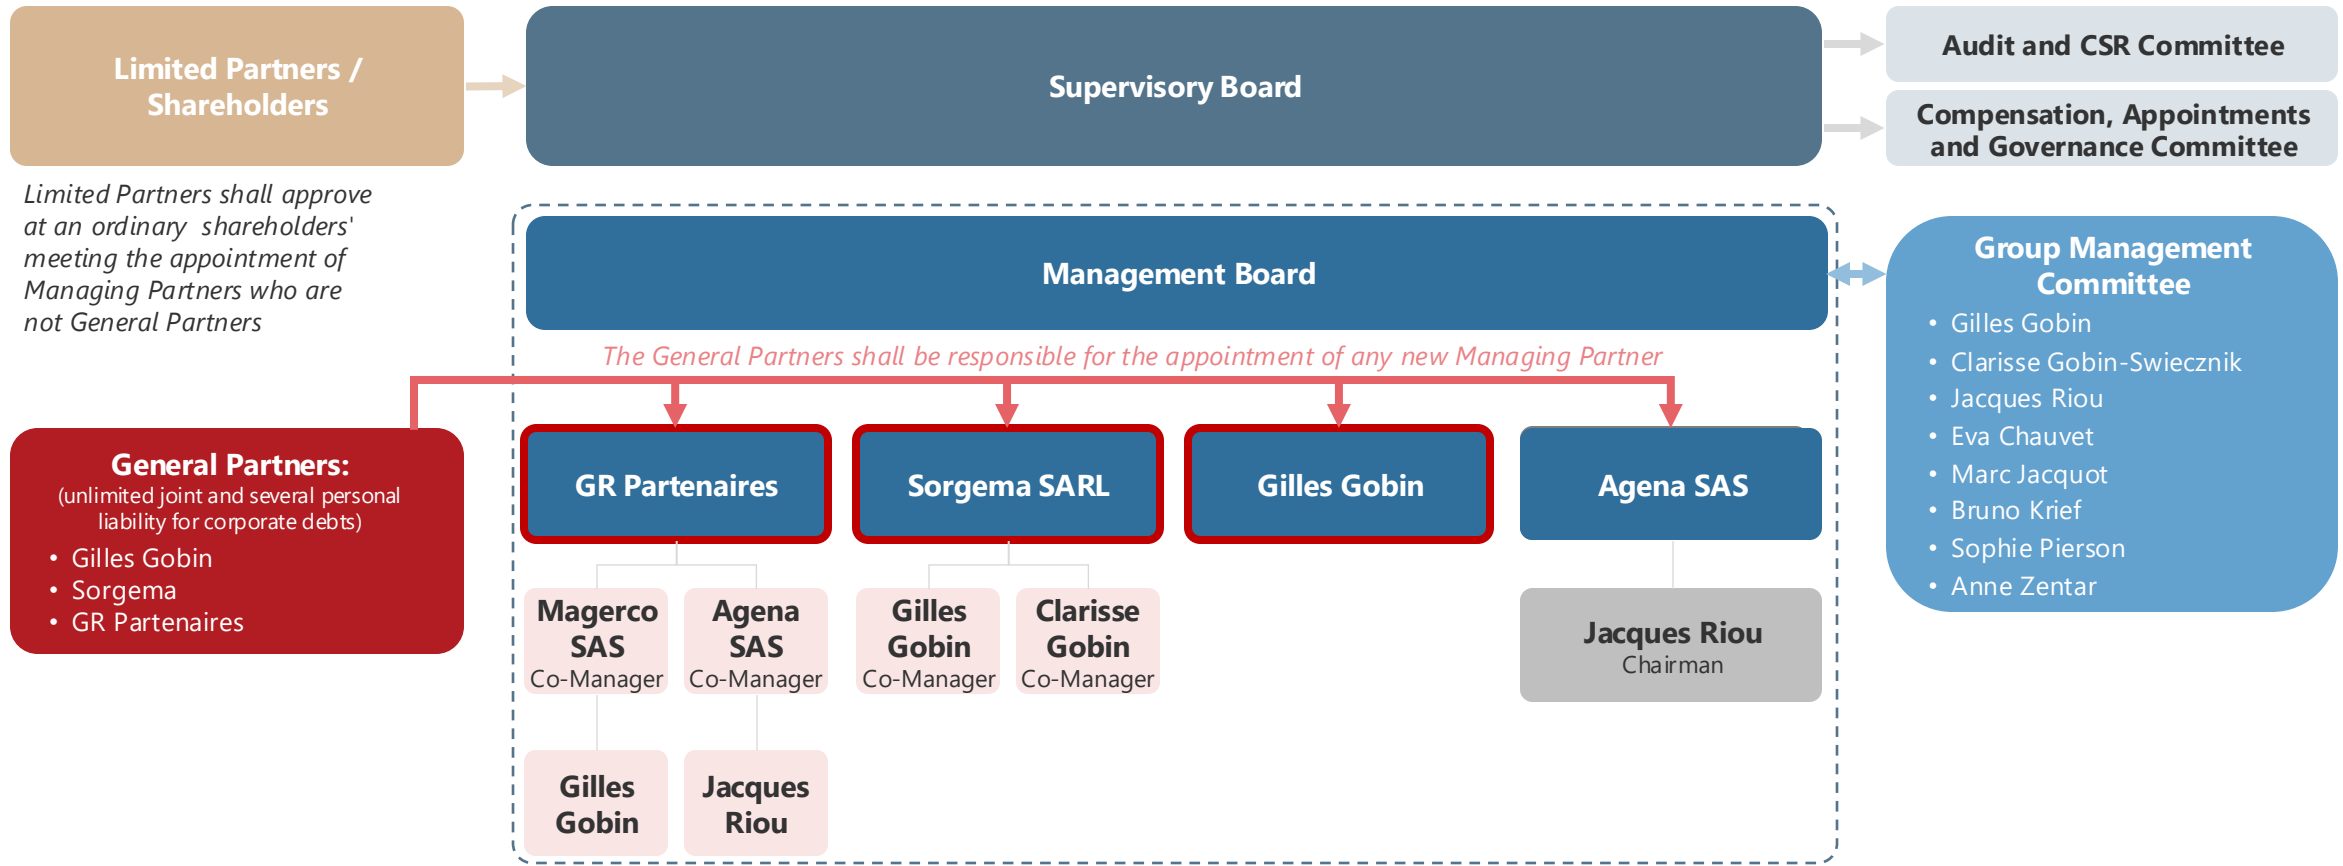 Limited Partners /
Shareholders
Supervisory Board
Audit and CSR Committee
Compensation, Appointments
and Governance Committee
Limited Partners shall approve
at an ordinary shareholders'
meeting the appointment of
Managing Partners who are
not General Partners
Management Board
Group Management
Committee
• Gilles Gobin
• Clarisse Gobin-Swiecznik
• Jacques Riou
• Eva Chauvet
• Marc Jacquot
• Bruno Krief
• Sophie Pierson
• Anne Zentar
The General Partners shall be responsible for the appointment of any new Managing Partner
General Partners:
(unlimited joint and several personal
liability for corporate debts)
• Gilles Gobin
• Sorgema
• GR Partenaires
GR Partenaires
Sorgema SARL
Gilles Gobin
Agena SAS
Magerco
SAS
Co-Manager
Agena
SAS
Co-Manager
Gilles
Gobin
Co-Manager
Clarisse
Gobin
Co-Manager
Jacques Riou
Chairman
Gilles
Gobin
Jacques
Riou